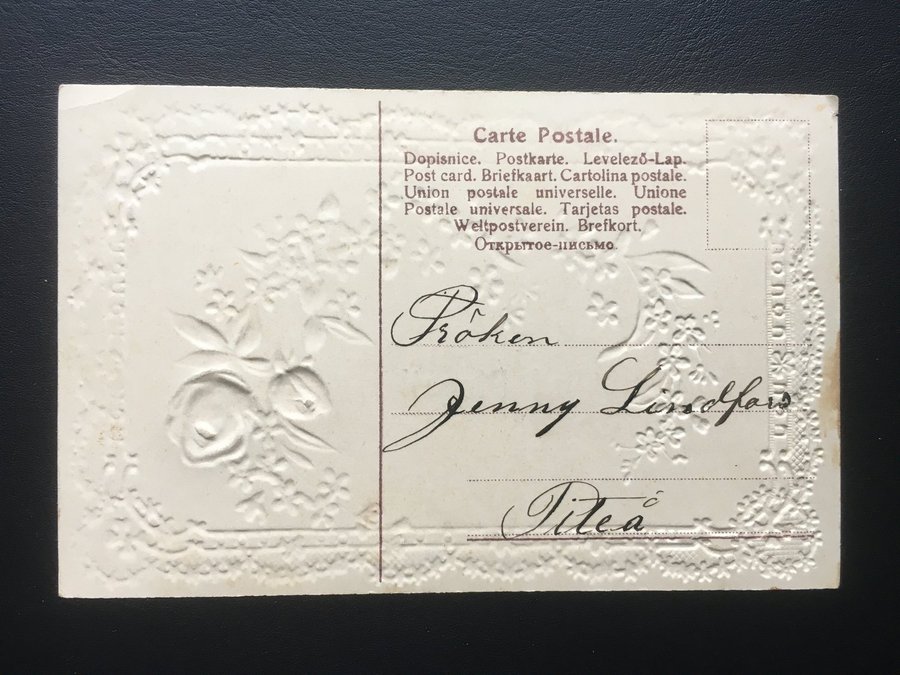 Carte Postale.
Dopisnice. Postkarte. Levelező-Lap.
Post card. Briefkaart. Cartolina postale.
Union postale universelle. Unione
Postale universale. Tarjetas postale.
Weltpostverein. Brefkort.
Открытое-письмо.
Fröken
Jenny Lindfors
Piteå